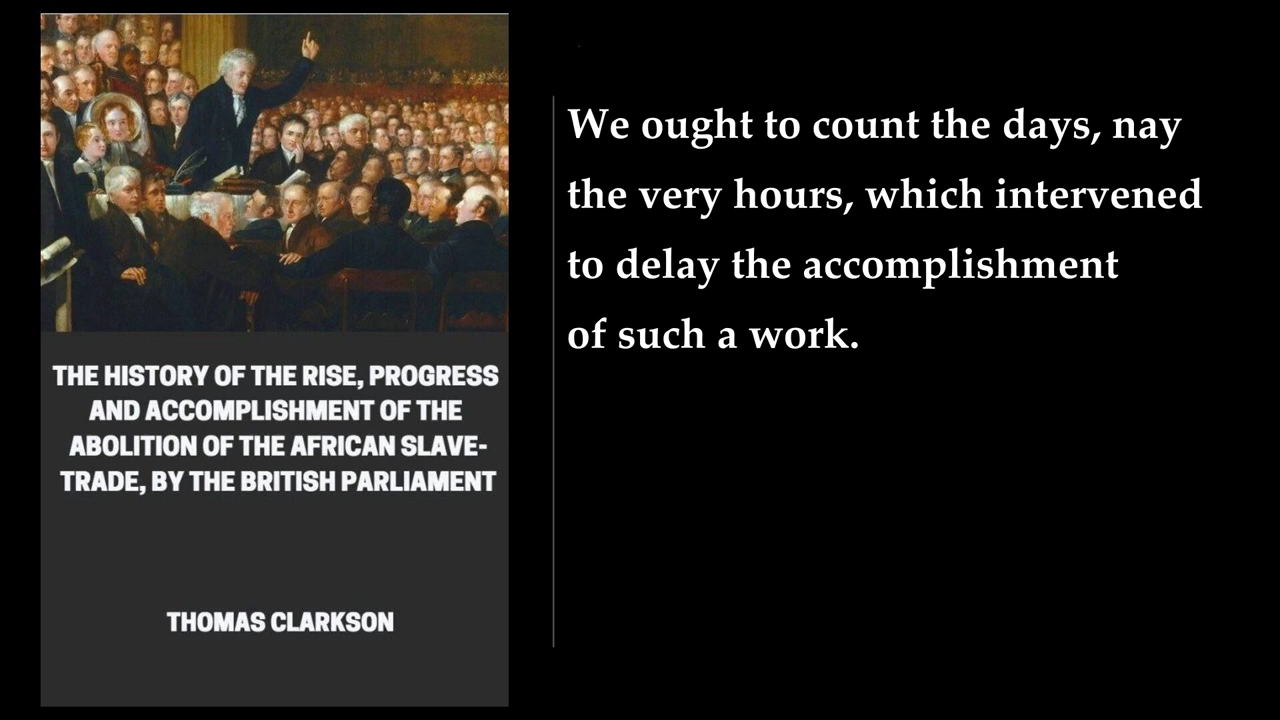 THE HISTORY OF THE RISE, PROGRESS
AND ACCOMPLISHMENT OF THE
ABOLITION OF THE AFRICAN SLAVE-
TRADE, BY THE BRITISH PARLIAMENT
THOMAS CLARKSON
We ought to count the days, nay
the very hours, which intervened
to delay the accomplishment
of such a work.